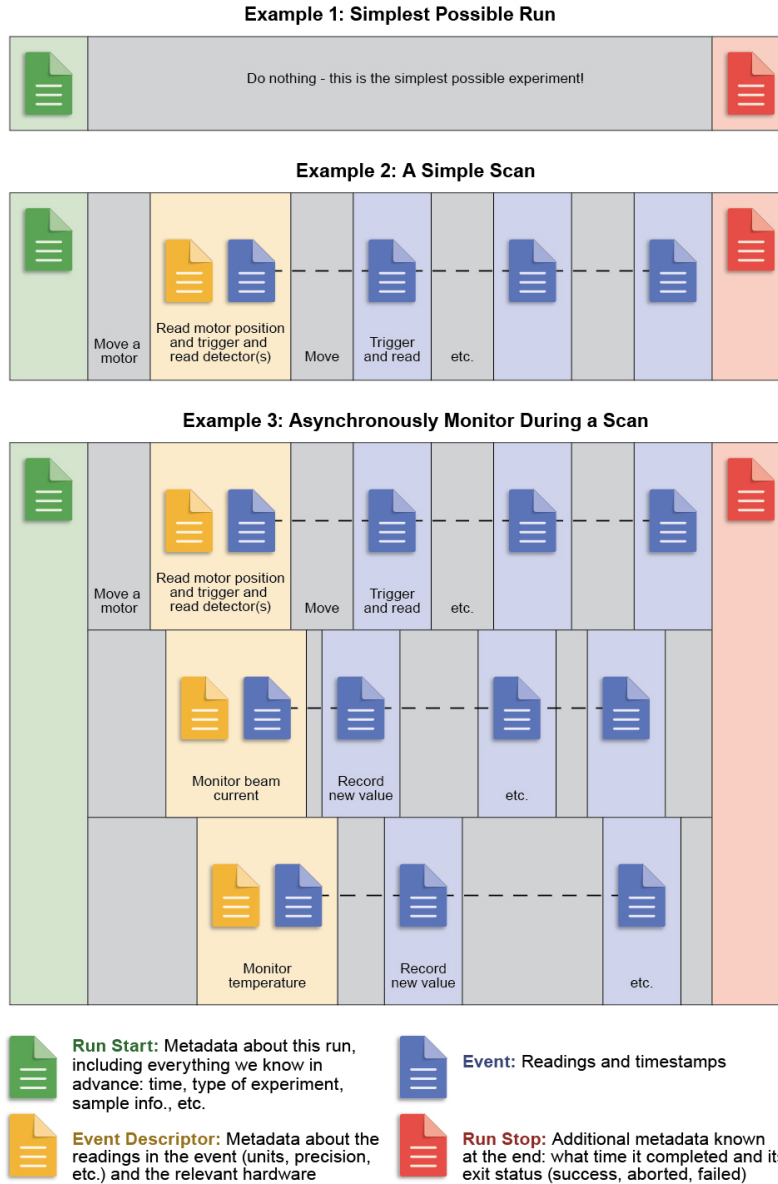 Example 1: Simplest Possible Run
Do nothing - this is the simplest possible experiment!
Example 2: A Simple Scan
Move a
motor
Read motor position
and trigger and
read detector(s)
Move
Trigger
and read
etc.
Example 3: Asynchronously Monitor During a Scan
Move a
motor
Read motor position
and trigger and
read detector(s)
Move
Trigger
and read
etc.
Monitor beam
current
Record
new value
etc.
Monitor
temperature
Record
new value
etc.
Run Start: Metadata about this run,
including everything we know in
advance: time, type of experiment,
sample info., etc.
Event: Readings and timestamps
Event Descriptor: Metadata about the
readings in the event (units, precision,
etc.) and the relevant hardware
Run Stop: Additional metadata known
at the end: what time it completed and its
exit status (success, aborted, failed)